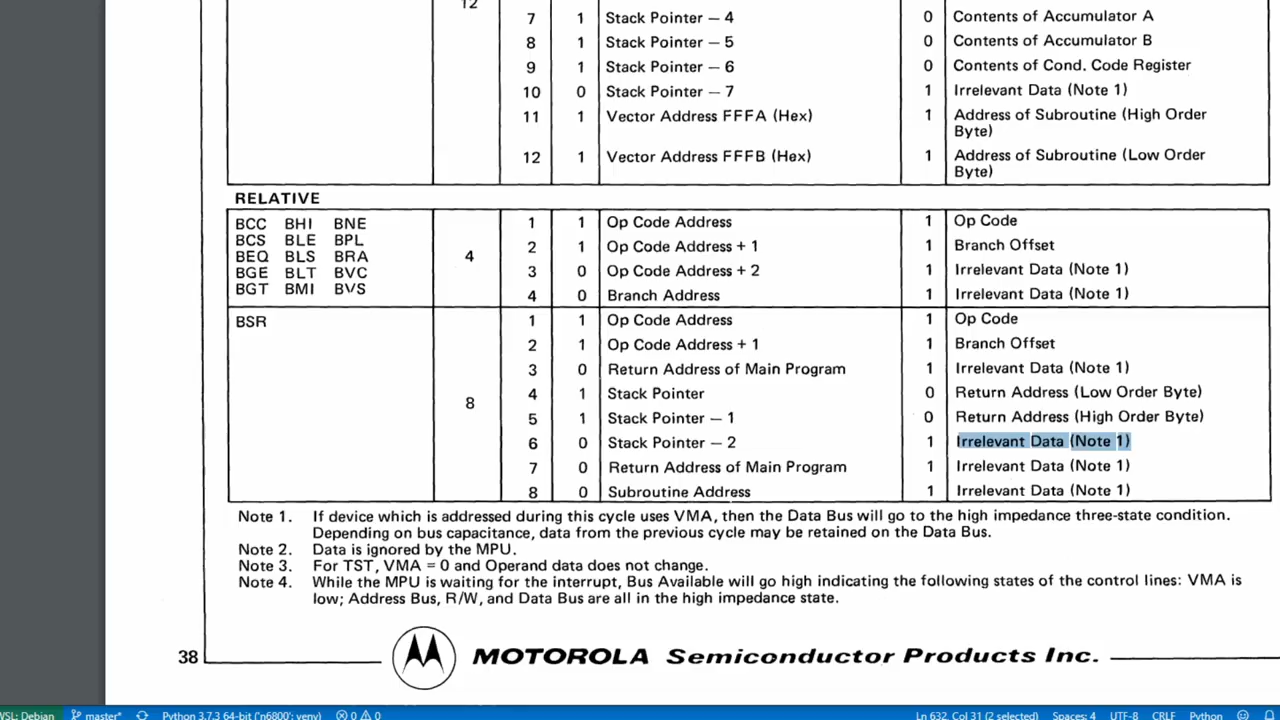 12
7 1 Stack Pointer — 4 0 Contents of Accumulator A
8 1 Stack Pointer — 5 0 Contents of Accumulator B
9 1 Stack Pointer — 6 0 Contents of Cond. Code Register
10 0 Stack Pointer — 7 1 Irrelevant Data (Note 1)
11 1 Vector Address FFFA (Hex) 1 Address of Subroutine (High Order
Byte)
12 1 Vector Address FFFB (Hex) 1 Address of Subroutine (Low Order
Byte)
RELATIVE
BCC BHI BNE 1 1 Op Code Address 1 Op Code
BCS BLE BPL 2 1 Op Code Address + 1 1 Branch Offset
BEQ BLS BRA 4
BGE BLT BVC 3 0 Op Code Address + 2 1 Irrelevant Data (Note 1)
BGT BMI BVS 4 0 Branch Address 1 Irrelevant Data (Note 1)
BSR 1 1 Op Code Address 1 Op Code
2 1 Op Code Address + 1 1 Branch Offset
3 0 Return Address of Main Program 1 Irrelevant Data (Note 1)
8 4 1 Stack Pointer 0 Return Address (Low Order Byte)
5 1 Stack Pointer — 1 0 Return Address (High Order Byte)
6 0 Stack Pointer — 2 1 Irrelevant Data (Note 1)
7 0 Return Address of Main Program 1 Irrelevant Data (Note 1)
8 0 Subroutine Address 1 Irrelevant Data (Note 1)
Note 1. If device which is addressed during this cycle uses VMA, then the Data Bus will go to the high impedance three-state condition.
Depending on bus capacitance, data from the previous cycle may be retained on the Data Bus.
Note 2. Data is ignored by the MPU.
Note 3. For TST, VMA = 0 and Operand data does not change.
Note 4. While the MPU is waiting for the interrupt, Bus Available will go high indicating the following states of the control lines: VMA is
low; Address Bus, R/W, and Data Bus are all in the high impedance state.
38 MOTOROLA Semiconductor Products Inc.
WSL: Debian master* Python 3.7.3 64-bit ('n6800': venv) 0 0 Ln 632, Col 31 (2 selected) Spaces: 4 UTF-8 CRLF Python